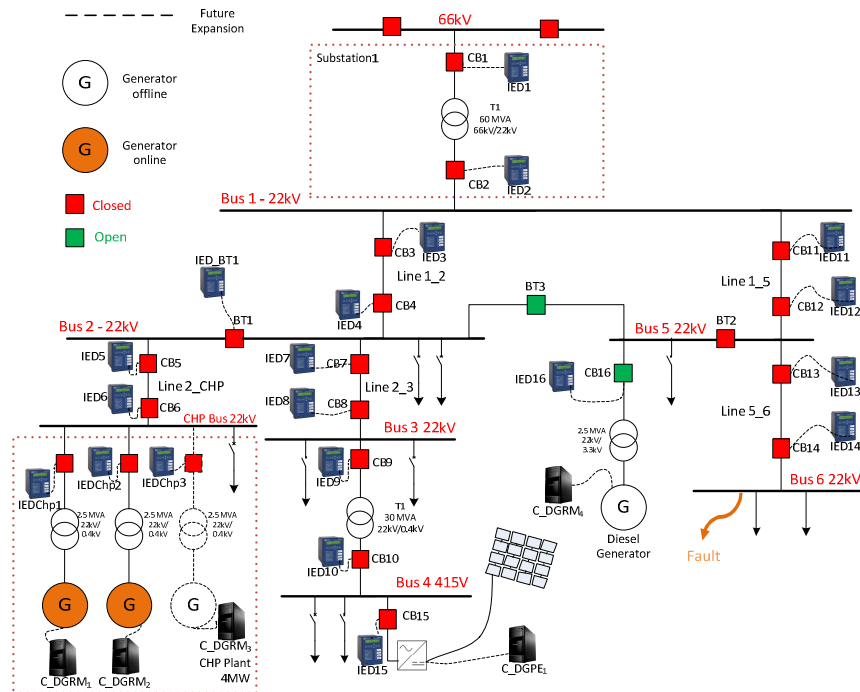 Future
Expansion
66kV
Substation1
CB1
IED1
G
Generator
offline
T1
60 MVA
66kV/22kV
G
Generator
online
CB2
IED2
Closed
Open
Bus 1 - 22kV
IED_BT1
CB3
IED3
CB11
IED11
Line 1_2
Line 1_5
IED4
CB4
BT3
CB12
IED12
Bus 2 - 22kV
BT1
Bus 5 22kV
BT2
IED5
CB5
IED7
CB7
IED16
CB16
CB13
IED13
Line 2_CHP
Line 2_3
IED6
CB6
IED8
CB8
Line 5_6
CHP Bus 22kV
Bus 3 22kV
2.5 MVA
22kV/
3.3kV
CB14
IED14
IEDChp1
IEDChp2
IEDChp3
IED9
CB9
Bus 6 22kV
2.5 MVA
22kV/
0.4kV
2.5 MVA
22kV/
0.4kV
2.5 MVA
22kV/
0.4kV
T1
30 MVA
22kV/0.4kV
C_DGRM4
G
Diesel
Generator
Fault
IED10
CB10
G
G
G
Bus 4 415V
CB15
C_DGRM3
CHP Plant
4MW
IED15
C_DGRM1
C_DGRM2
C_DGPE1